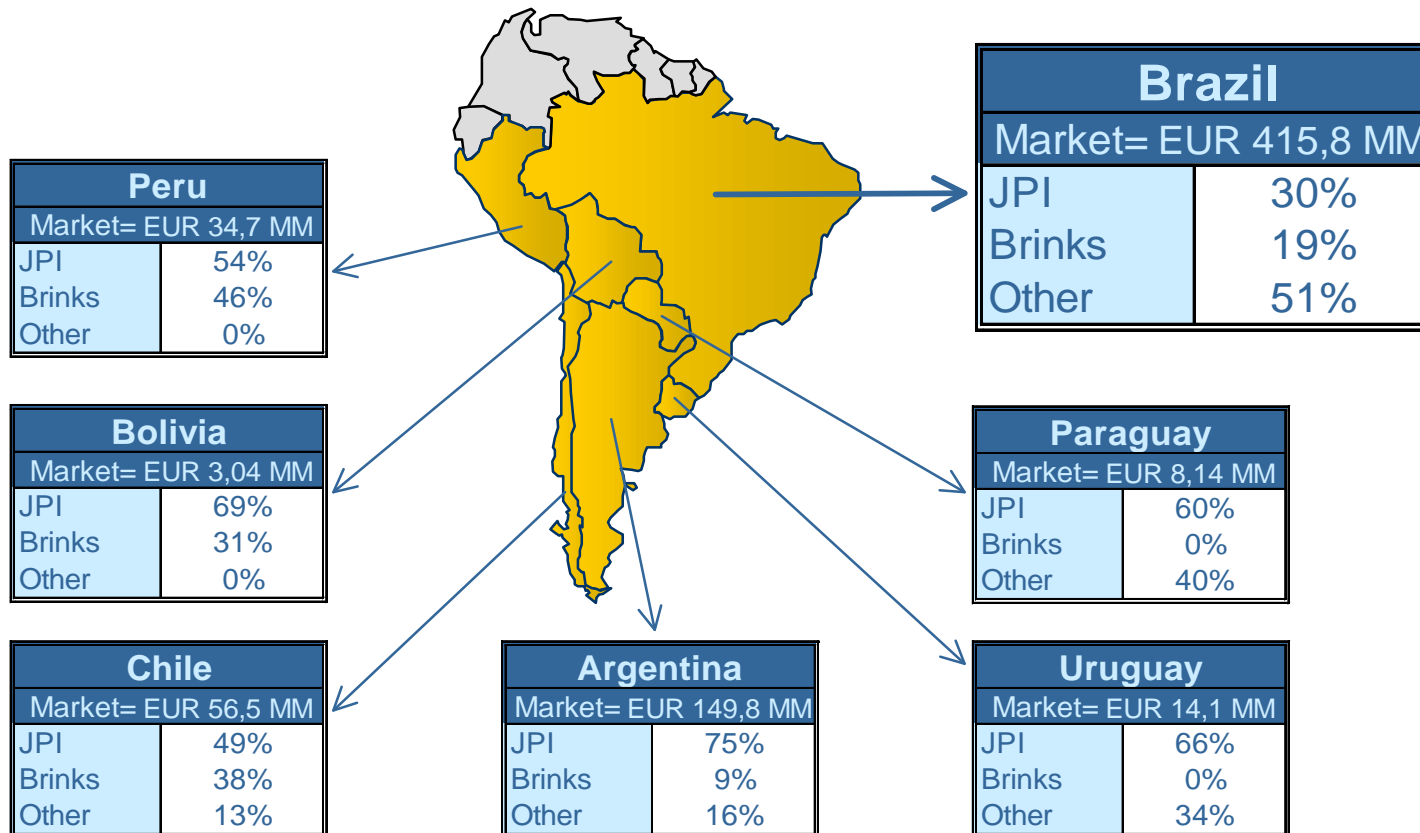 Brazil
Market= EUR 415,8 MM
JPI 30%
Brinks 19%
Other 51%
Peru
Market= EUR 34,7 MM
JPI 54%
Brinks 46%
Other 0%
Bolivia
Market= EUR 3,04 MM
JPI 69%
Brinks 31%
Other 0%
Paraguay
Market= EUR 8,14 MM
JPI 60%
Brinks 0%
Other 40%
Chile
Market= EUR 56,5 MM
JPI 49%
Brinks 38%
Other 13%
Argentina
Market= EUR 149,8 MM
JPI 75%
Brinks 9%
Other 16%
Uruguay
Market= EUR 14,1 MM
JPI 66%
Brinks 0%
Other 34%